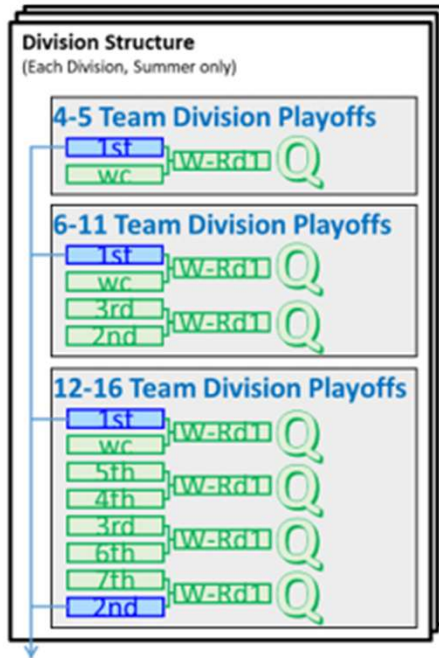 Division Structure
(Each Division, Summer only)
4-5 Team Division Playoffs
1st
wc
W-Rd1
Q
6-11 Team Division Playoffs
1st
wc
W-Rd1
Q
3rd
2nd
W-Rd1
Q
12-16 Team Division Playoffs
1st
wc
W-Rd1
Q
5th
4th
W-Rd1
Q
3rd
6th
W-Rd1
Q
7th
2nd
W-Rd1
Q